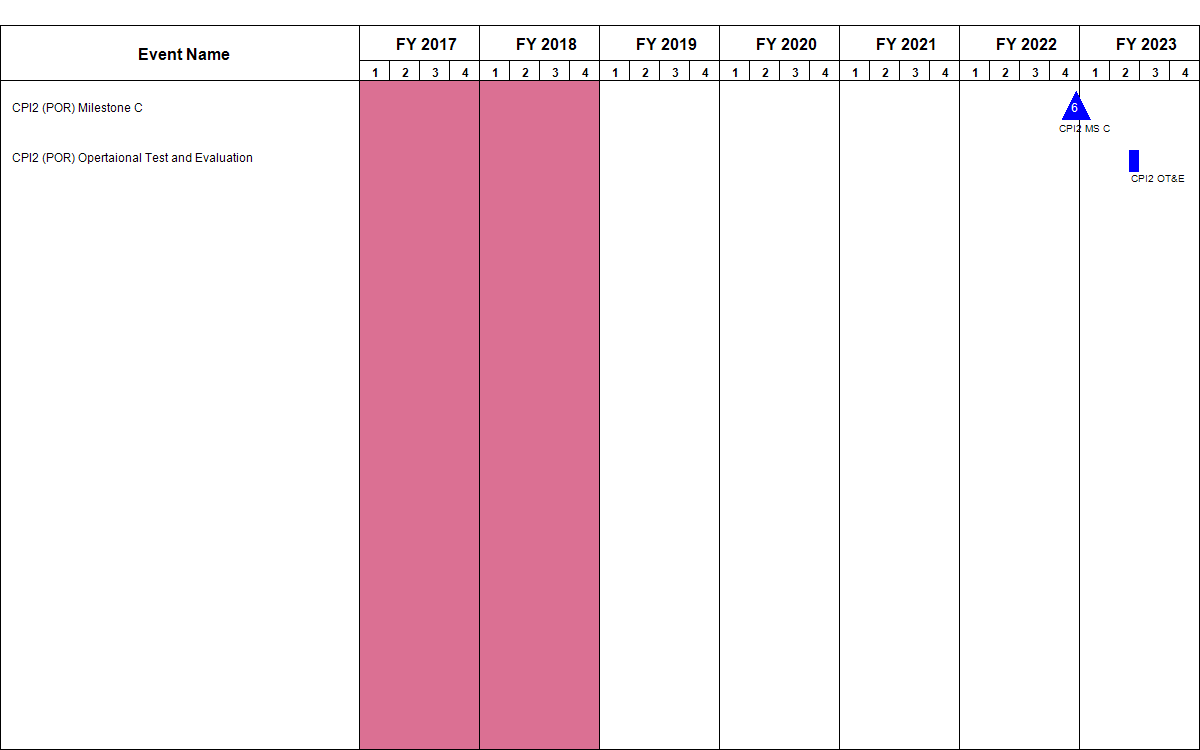 Event Name
FY 2017 FY 2018 FY 2019 FY 2020 FY 2021 FY 2022 FY 2023
1 2 3 4 1 2 3 4 1 2 3 4 1 2 3 4 1 2 3 4 1 2 3 4 1 2 3 4
CPI2 (POR) Milestone C
6
CPI2 MS C
CPI2 (POR) Opertaional Test and Evaluation
CPI2 OT&E